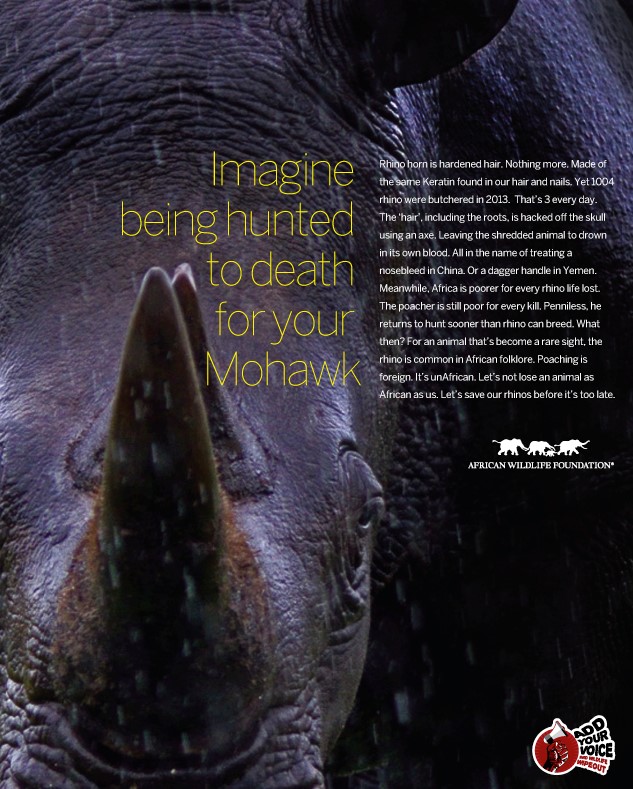 Imagine
being hunted
to death
for your
Mohawk
Rhino horn is hardened hair. Nothing more. Made of
the same Keratin found in our hair and nails. Yet 1004
rhino were butchered in 2013.  That's 3 every day.
The 'hair', including the roots, is hacked off the skull
using an axe. Leaving the shredded animal to drown
in its own blood. All in the name of treating a
nosebleed in China. Or a dagger handle in Yemen.
Meanwhile, Africa is poorer for every rhino life lost.
The poacher is still poor for every kill. Penniless, he
returns to hunt sooner than rhino can breed. What
then? For an animal that's become a rare sight, the
rhino is common in African folklore. Poaching is
foreign. It's unAfrican. Let's not lose an animal as
African as us. Let's save our rhinos before it's too late.
AFRICAN WILDLIFE FOUNDATION®
ADD
YOUR
VOICE
AND WILDLIFE
WIPEOUT